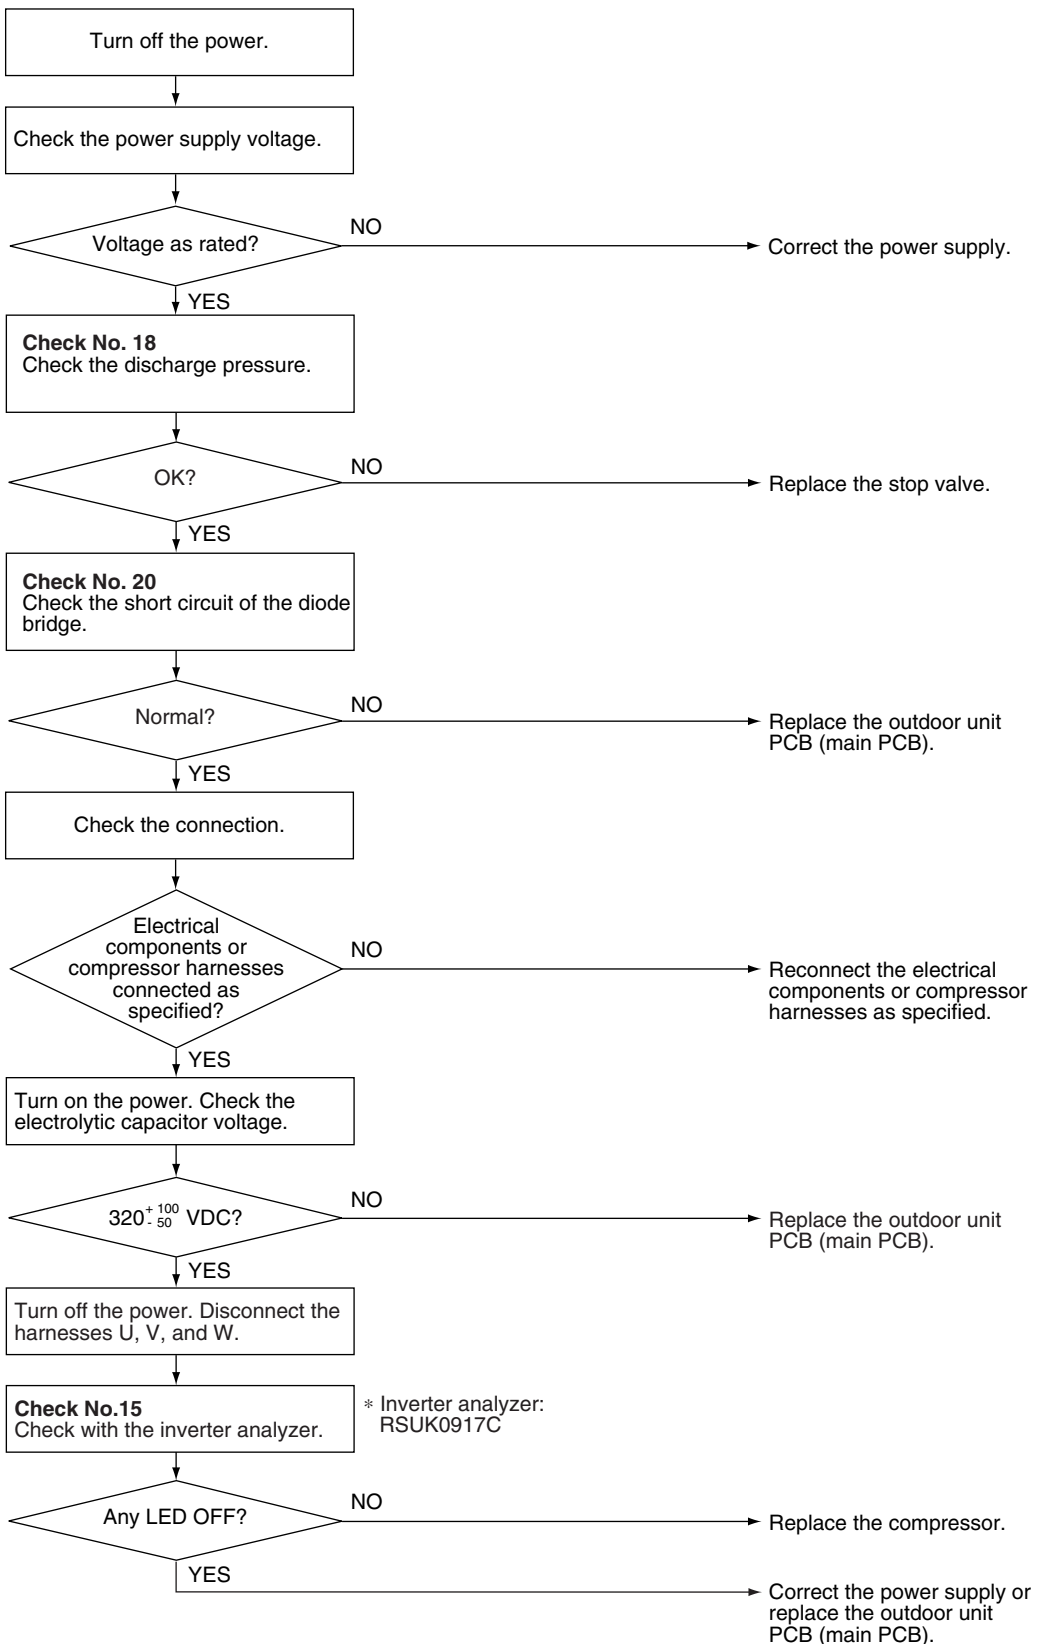 Turn off the power.
Check the power supply voltage.
Voltage as rated?
NO
Correct the power supply.
YES
Check No. 18
Check the discharge pressure.
OK?
NO
Replace the stop valve.
YES
Check No. 20
Check the short circuit of the diode
bridge.
Normal?
NO
Replace the outdoor unit
PCB (main PCB).
YES
Check the connection.
Electrical
components or
compressor harnesses
connected as
specified?
NO
Reconnect the electrical
components or compressor
harnesses as specified.
YES
Turn on the power. Check the
electrolytic capacitor voltage.
320 + 100 - 50 VDC?
NO
Replace the outdoor unit
PCB (main PCB).
YES
Turn off the power. Disconnect the
harnesses U, V, and W.
Check No.15
Check with the inverter analyzer.
* Inverter analyzer:
RSUK0917C
Any LED OFF?
NO
Replace the compressor.
YES
Correct the power supply or
replace the outdoor unit
PCB (main PCB).